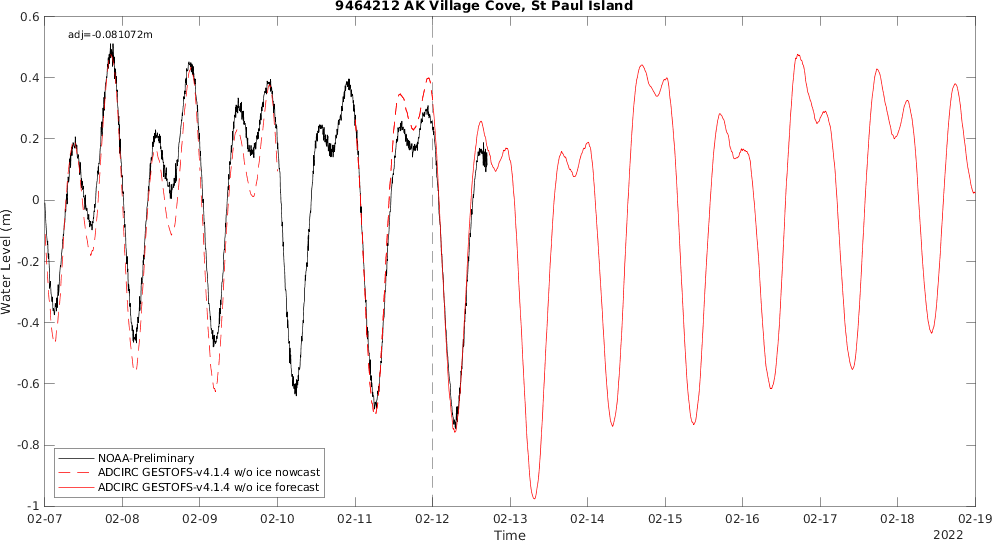 9464212 AK Village Cove, St Paul Island
adj=-0.081072m
Water Level (m)
0.6
0.4
0.2
0
-0.2
-0.4
-0.6
-0.8
-1
NOAA-Preliminary
ADCIRC GESTOFS-v4.1.4 w/o ice nowcast
ADCIRC GESTOFS-v4.1.4 w/o ice forecast
02-07 02-08 02-09 02-10 02-11 02-12 02-13 02-14 02-15 02-16 02-17 02-18 02-19
Time
2022